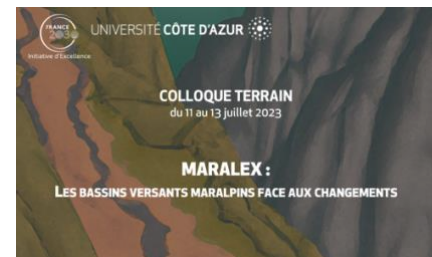 FRANCE
2030
Initiative d'Excellence
UNIVERSITÉ CÔTE D'AZUR
COLLOQUE TERRAIN
du 11 au 13 juillet 2023
MARALEX :
LES BASSINS VERSANTS MARALPINS FACE AUX CHANGEMENTS